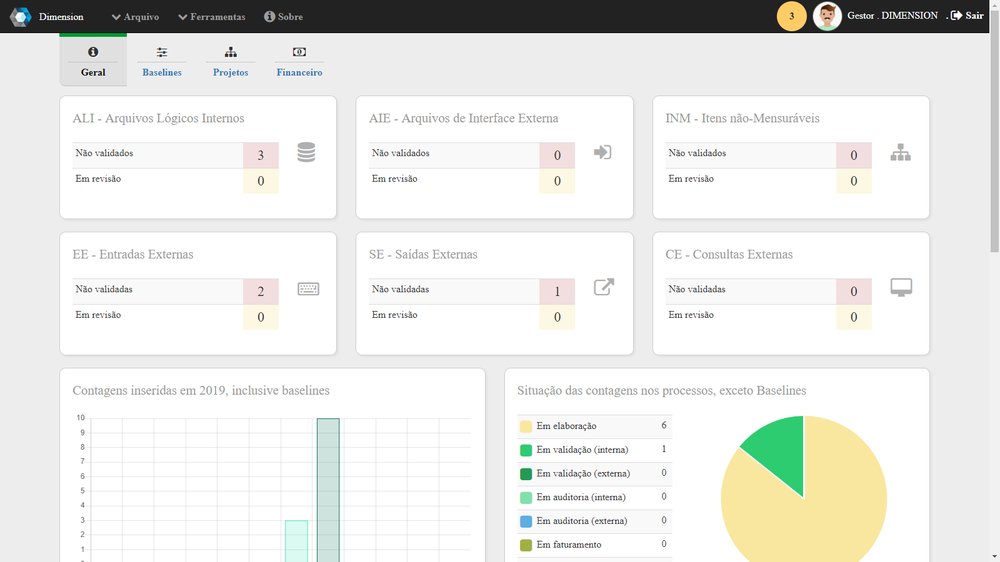 Dimension
Arquivo
Ferramentas
Sobre
3
Gestor . DIMENSION
. Sair
Geral
Baselines
Projetos
Financeiro
ALI - Arquivos Lógicos Internos
Não validados 3
Em revisão 0
AIE - Arquivos de Interface Externa
Não validados 0
Em revisão 0
INM - Itens não-Mensuráveis
Não validados 0
Em revisão 0
EE - Entradas Externas
Não validadas 2
Em revisão 0
SE - Saídas Externas
Não validadas 1
Em revisão 0
CE - Consultas Externas
Não validadas 0
Em revisão 0
Contagens inseridas em 2019, inclusive baselines
10
9
8
7
6
5
4
3
2
1
Situação das contagens nos processos, exceto Baselines
Em elaboração 6
Em validação (interna) 1
Em validação (externa) 0
Em auditoria (interna) 0
Em auditoria (externa) 0
Em faturamento 0